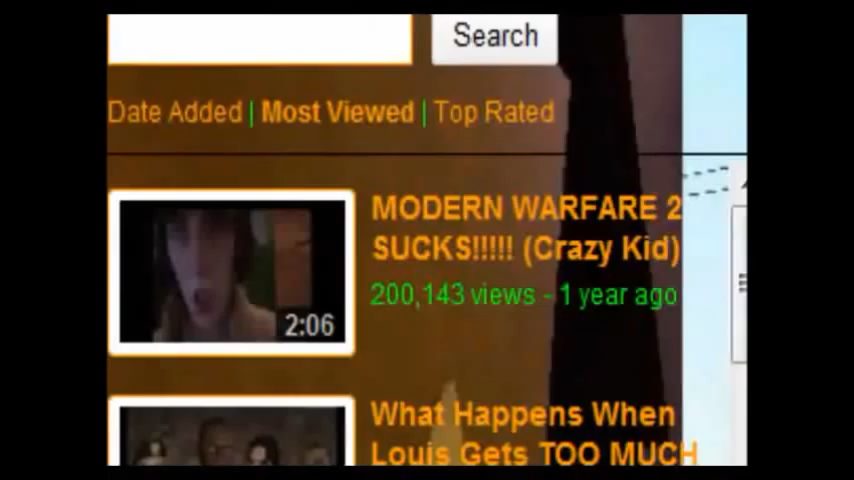 Search
Date Added | Most Viewed | Top Rated
MODERN WARFARE 2
SUCKS!!!!! (Crazy Kid)
200,143 views - 1 year ago
2:06
What Happens When
Louis Gets TOO MUCH